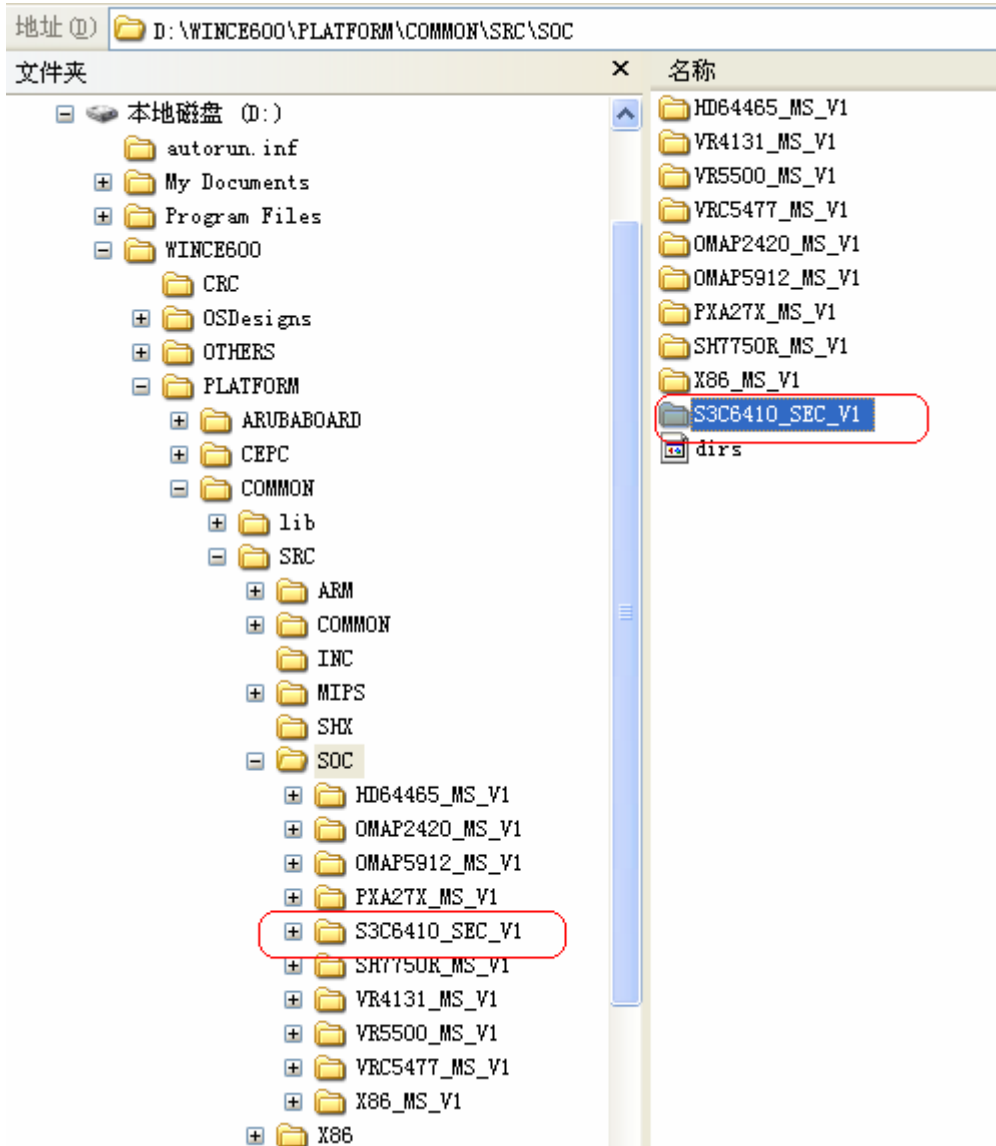 地址(D) D:\WINCE600\PLATFORM\COMMON\SRC\SOC
文件夹
本地磁盘 (D:)
autorun.inf
My Documents
Program Files
WINCE600
CRC
OSDesigns
OTHERS
PLATFORM
ARUBABOARD
CEPC
COMMON
lib
SRC
ARM
COMMON
INC
MIPS
SHX
SOC
HD64465_MS_V1
OMAP2420_MS_V1
OMAP5912_MS_V1
PXA27X_MS_V1
S3C6410_SEC_V1
SH7750R_MS_V1
VR4131_MS_V1
VR5500_MS_V1
VRC5477_MS_V1
X86_MS_V1
X86
名称
HD64465_MS_V1
VR4131_MS_V1
VR5500_MS_V1
VRC5477_MS_V1
OMAP2420_MS_V1
OMAP5912_MS_V1
PXA27X_MS_V1
SH7750R_MS_V1
X86_MS_V1
S3C6410_SEC_V1
dirs